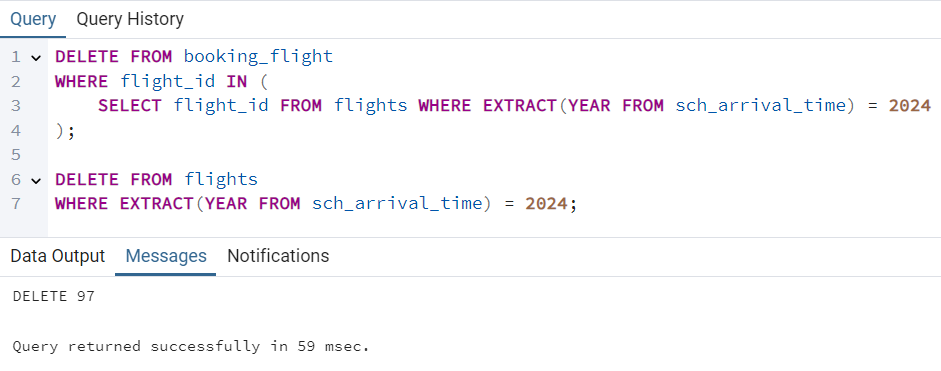 Query Query History
1 DELETE FROM booking_flight
2 WHERE flight_id IN (
3 SELECT flight_id FROM flights WHERE EXTRACT(YEAR FROM sch_arrival_time) = 2024
4 );
5
6 DELETE FROM flights
7 WHERE EXTRACT(YEAR FROM sch_arrival_time) = 2024;
Data Output Messages Notifications
DELETE 97
Query returned successfully in 59 msec.